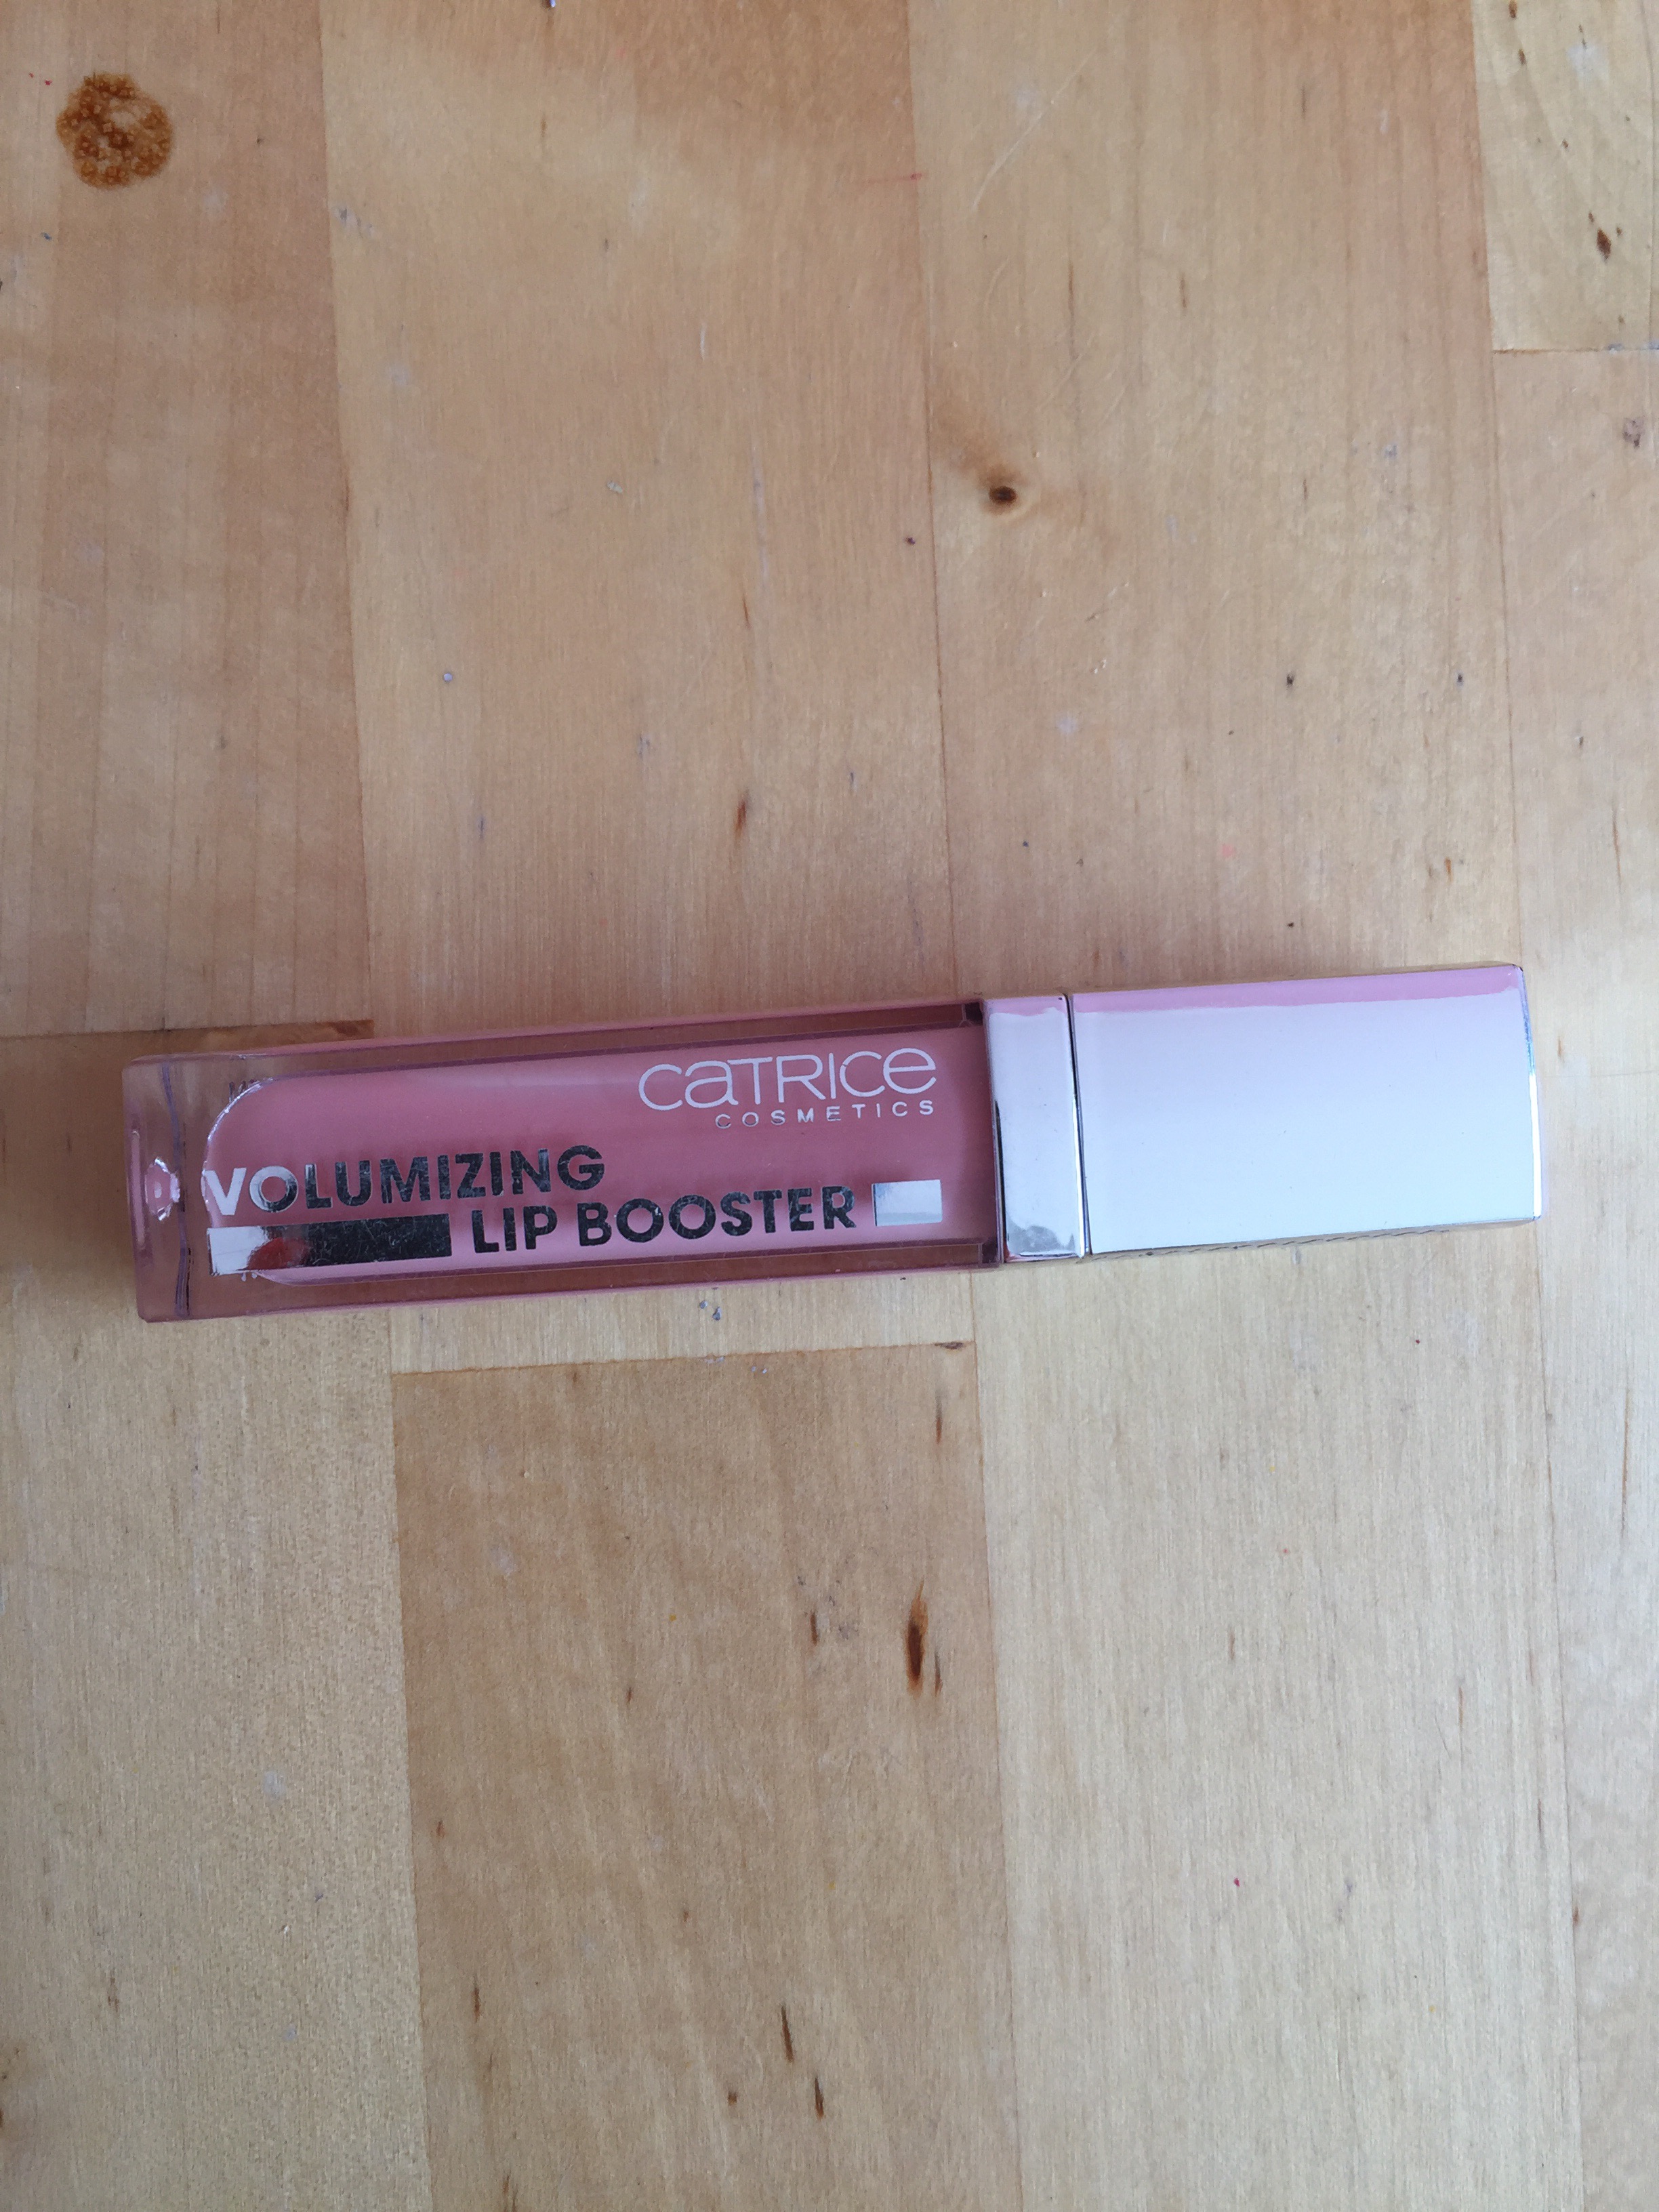 CATRICE
COSMETICS
VOLUMIZING
LIP BOOSTER